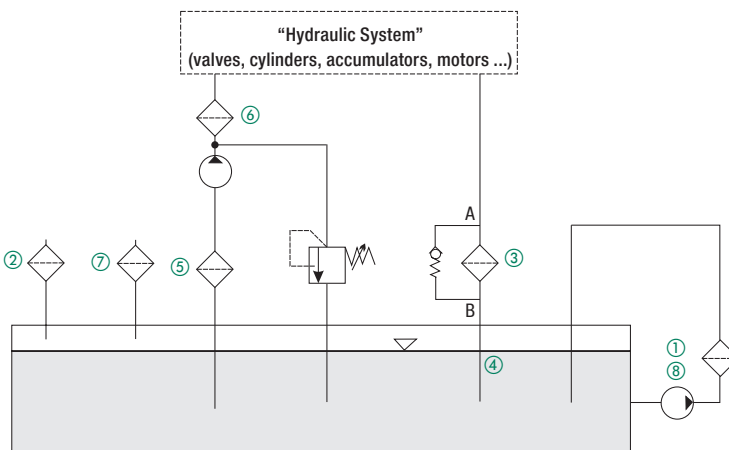 “Hydraulic System”
(valves, cylinders, accumulators, motors ...)
⑥
A
② ⑦ ⑤ ③
B
①
④
⑧